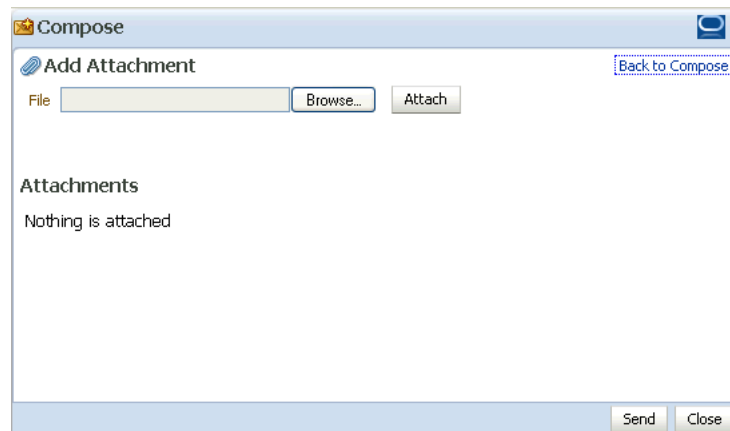 Compose
Add Attachment
Back to Compose
File
Browse...
Attach
Attachments
Nothing is attached
Send
Close